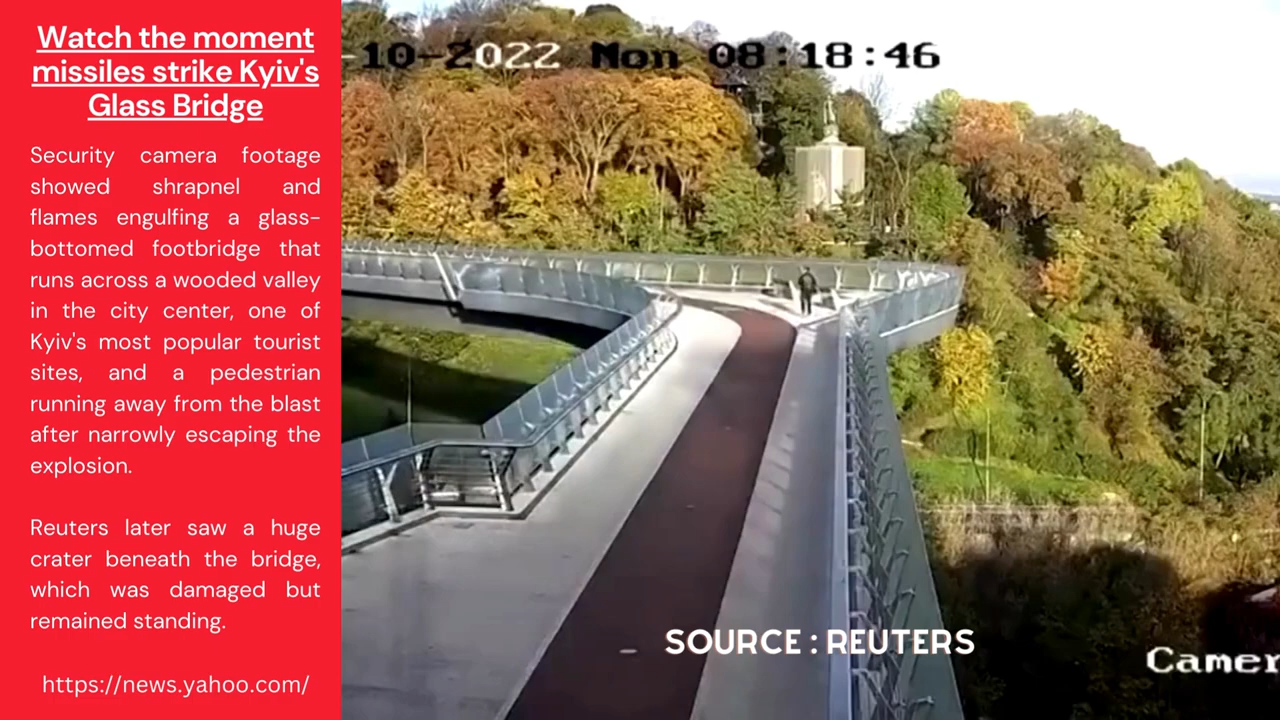 Watch the moment
missiles strike Kyiv's
Glass Bridge
Security camera footage
showed shrapnel and
flames engulfing a glass-
bottomed footbridge that
runs across a wooded valley
in the city center, one of
Kyiv's most popular tourist
sites, and a pedestrian
running away from the blast
after narrowly escaping the
explosion.
Reuters later saw a huge
crater beneath the bridge,
which was damaged but
remained standing.
https://news.yahoo.com/
-10-2022 Mon 08:18:46
SOURCE : REUTERS
Camer